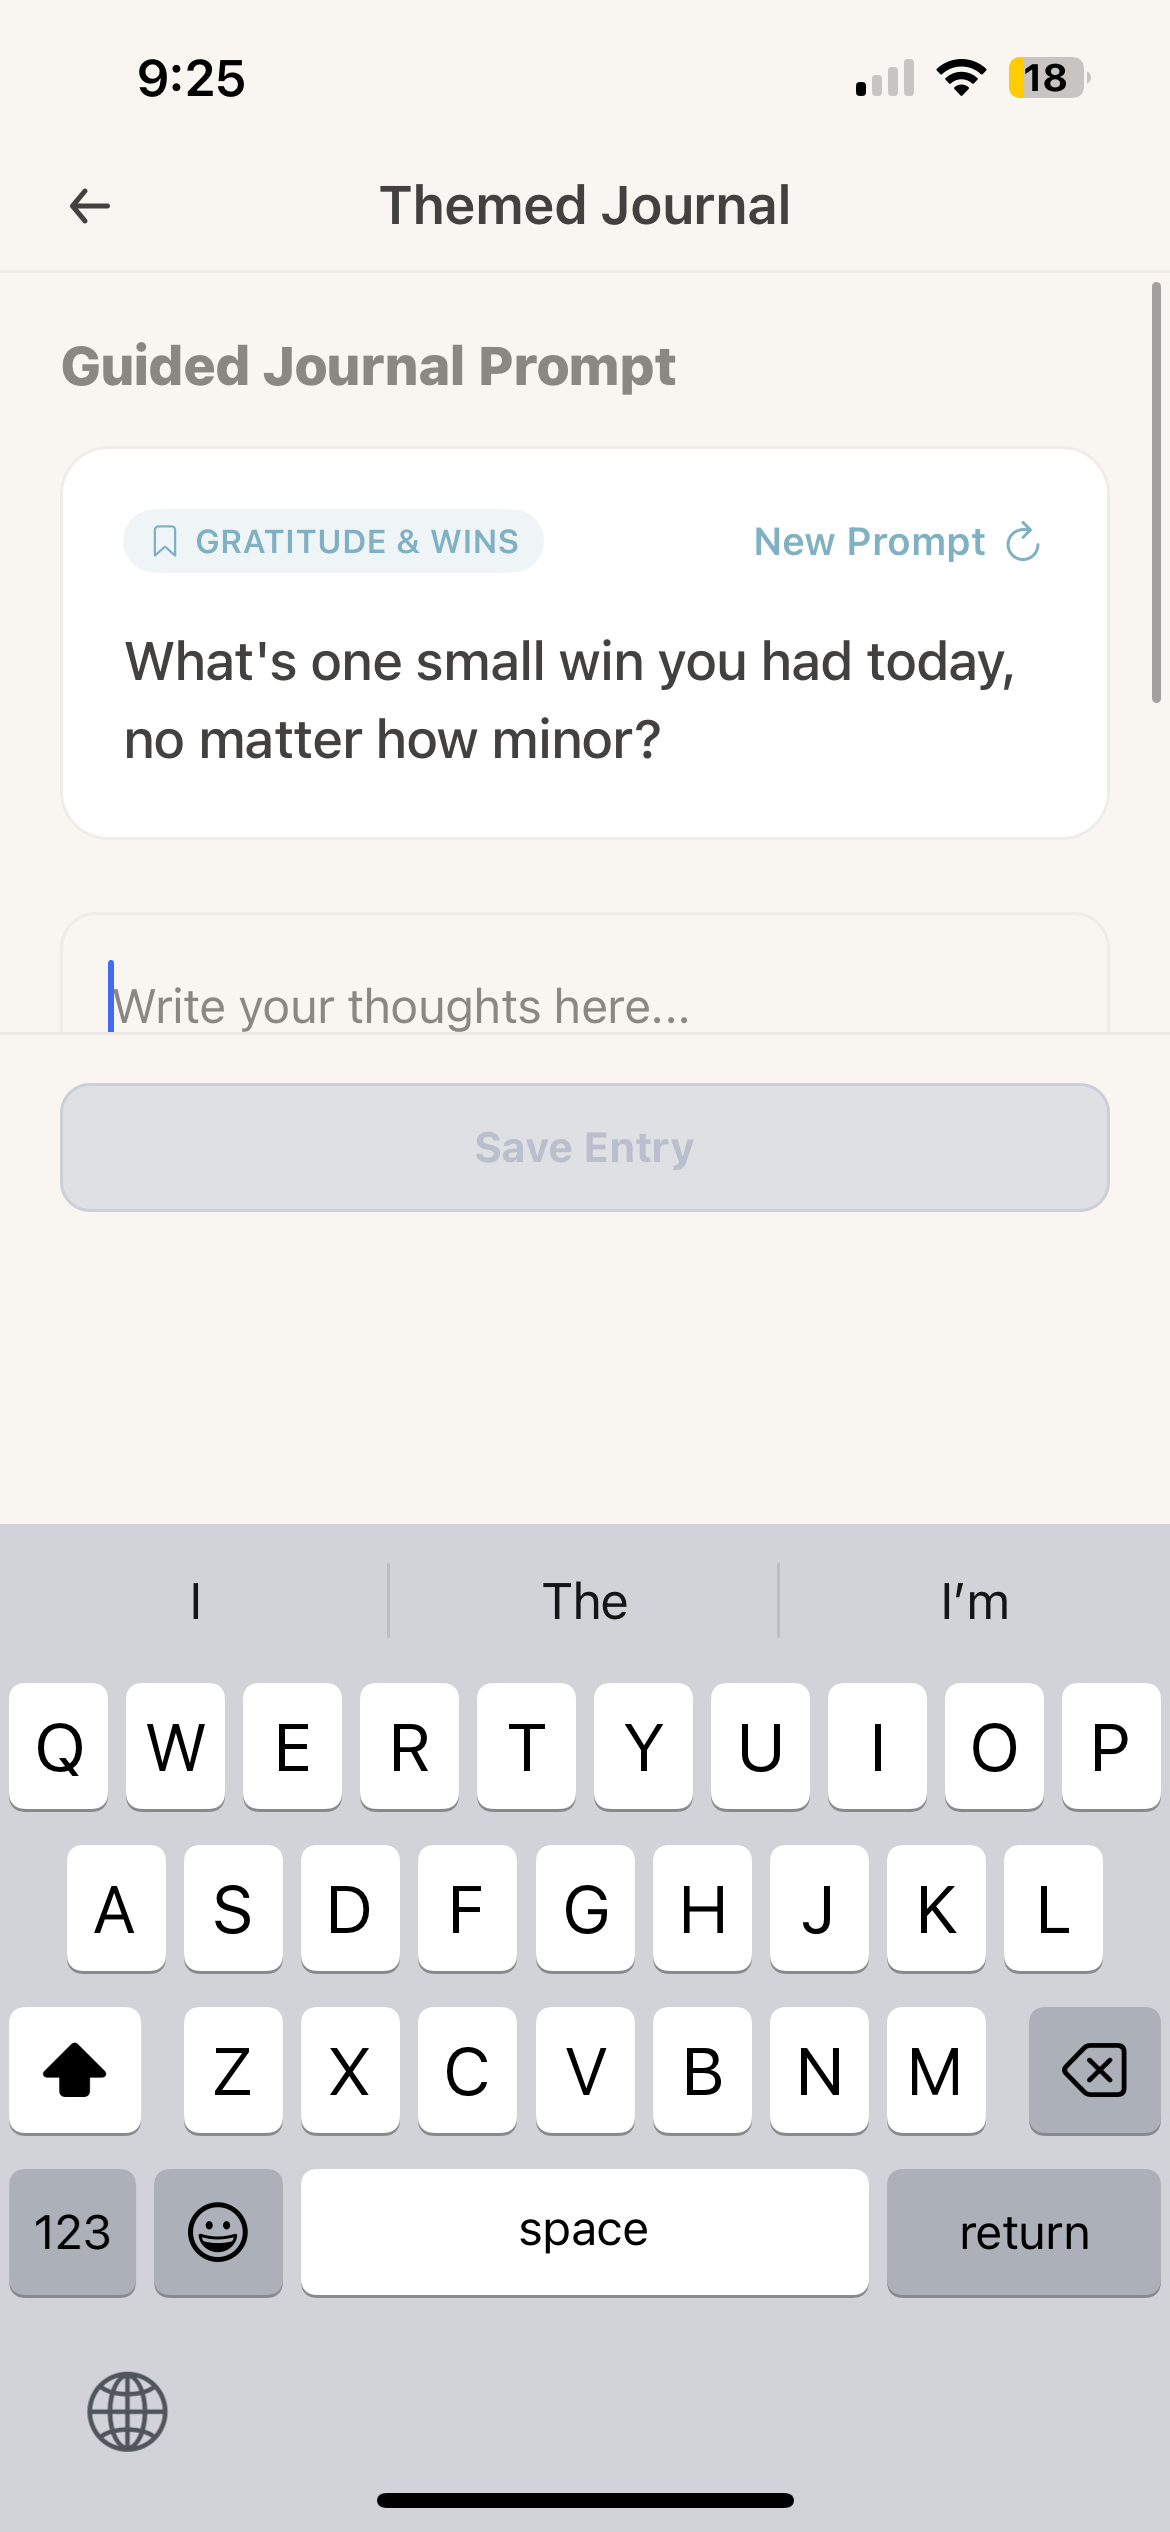 9:25
18
Themed Journal
Guided Journal Prompt
GRATITUDE & WINS
New Prompt
What's one small win you had today,
no matter how minor?
Write your thoughts here...
Save Entry
I The I'm
Q W E R T Y U I O P
A S D F G H J K L
Z X C V B N M
123 space return